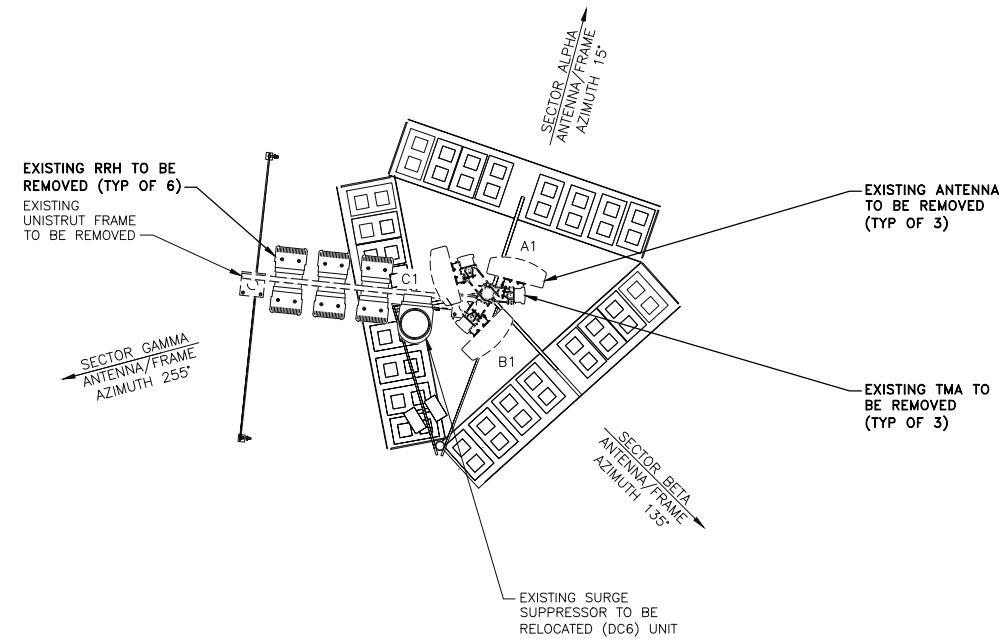 SECTOR ALPHA
ANTENNA/FRAME
AZIMUTH 15°
EXISTING RRH TO BE
REMOVED (TYP OF 6)
EXISTING
UNISTRUT FRAME
TO BE REMOVED
EXISTING ANTENNA
TO BE REMOVED
(TYP OF 3)
A1
C1
B1
SECTOR GAMMA
ANTENNA/FRAME
AZIMUTH 255°
EXISTING TMA TO
BE REMOVED
(TYP OF 3)
SECTOR BETA
ANTENNA/FRAME
AZIMUTH 135°
EXISTING SURGE
SUPPRESSOR TO BE
RELOCATED (DC6) UNIT